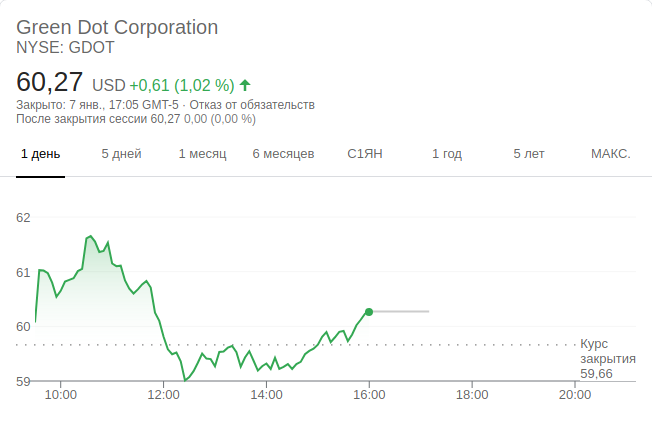 Green Dot Corporation
NYSE: GDOT
60,27 USD +0,61 (1,02 %)
Закрыто: 7 янв., 17:05 GMT-5 · Отказ от обязательств
После закрытия сессии 60,27 0,00 (0,00 %)
1 день 5 дней 1 месяц 6 месяцев С1ЯН 1 год 5 лет МАКС.
62
61
60
Курс
закрытия
59,66
59
10:00 12:00 14:00 16:00 18:00 20:00